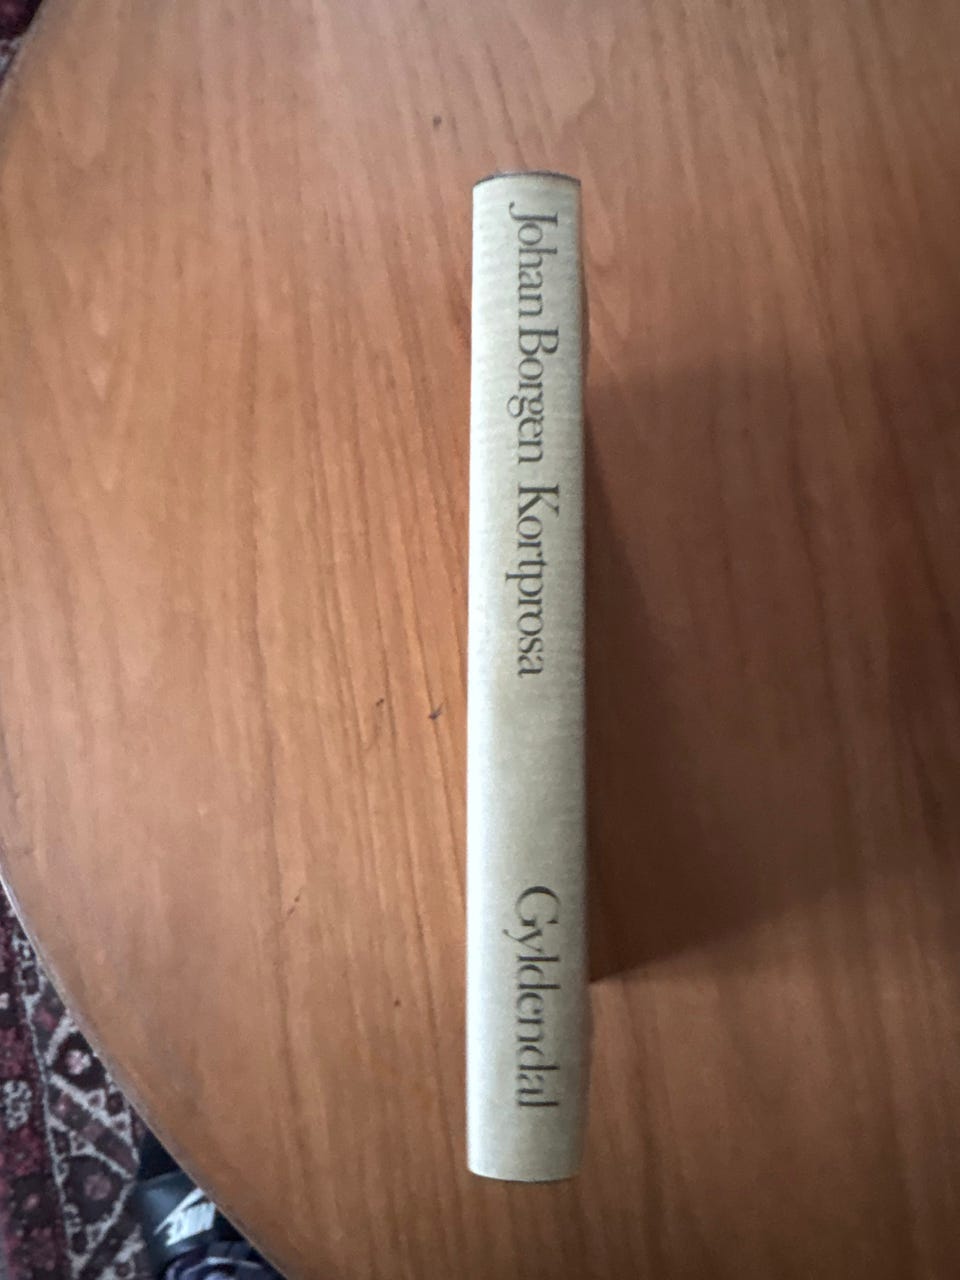 Johan Borgen Kortprosa
Gyldendal